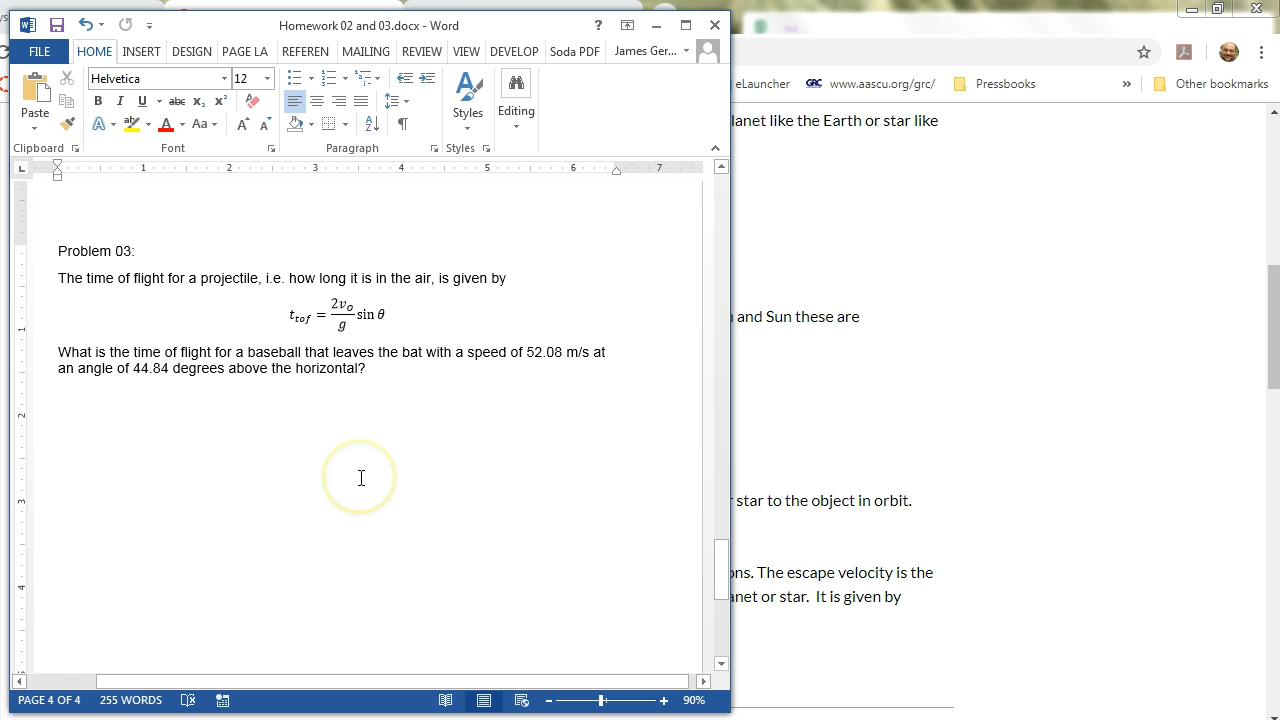 Homework 02 and 03.docx - Word
?
FILE HOME INSERT DESIGN PAGE LA REFEREN MAILING REVIEW VIEW DEVELOP Soda PDF James Ger...
eLauncher GRC www.aascu.org/grc/ Pressbooks » Other bookmarks
Helvetica 12
Paste B I U abc x₂ x² A A Aa A A Styles Editing
Clipboard Font Paragraph Styles
1 2 3 4 5 6 7
lanet like the Earth or star like
Problem 03:
The time of flight for a projectile, i.e. how long it is in the air, is given by
t_tof = 2v_o/g sin θ
and Sun these are
What is the time of flight for a baseball that leaves the bat with a speed of 52.08 m/s at
an angle of 44.84 degrees above the horizontal?
1
2
3
4
star to the object in orbit.
ons. The escape velocity is the
anet or star. It is given by
PAGE 4 OF 4 255 WORDS 90%